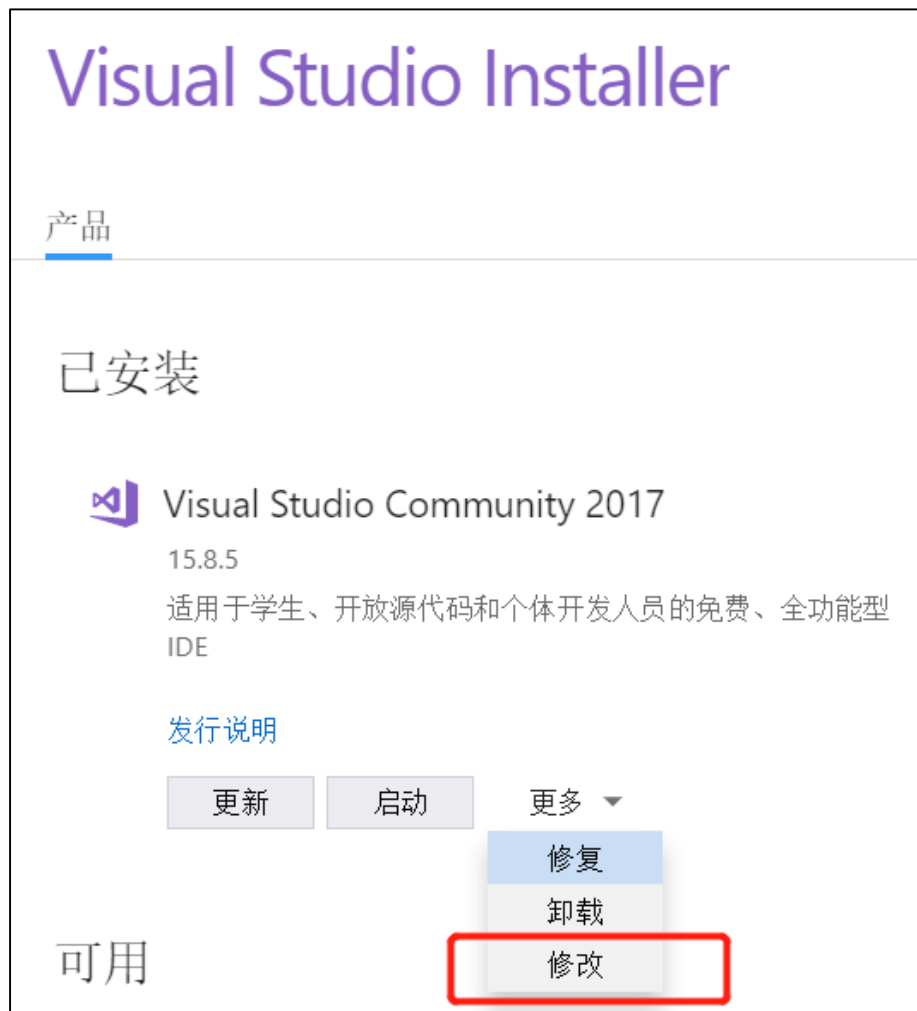 Visual Studio Installer
产品
已安装
Visual Studio Community 2017
15.8.5
适用于学生、开放源代码和个体开发人员的免费、全功能型
IDE
发行说明
更新 启动 更多
修复
卸载
可用
修改